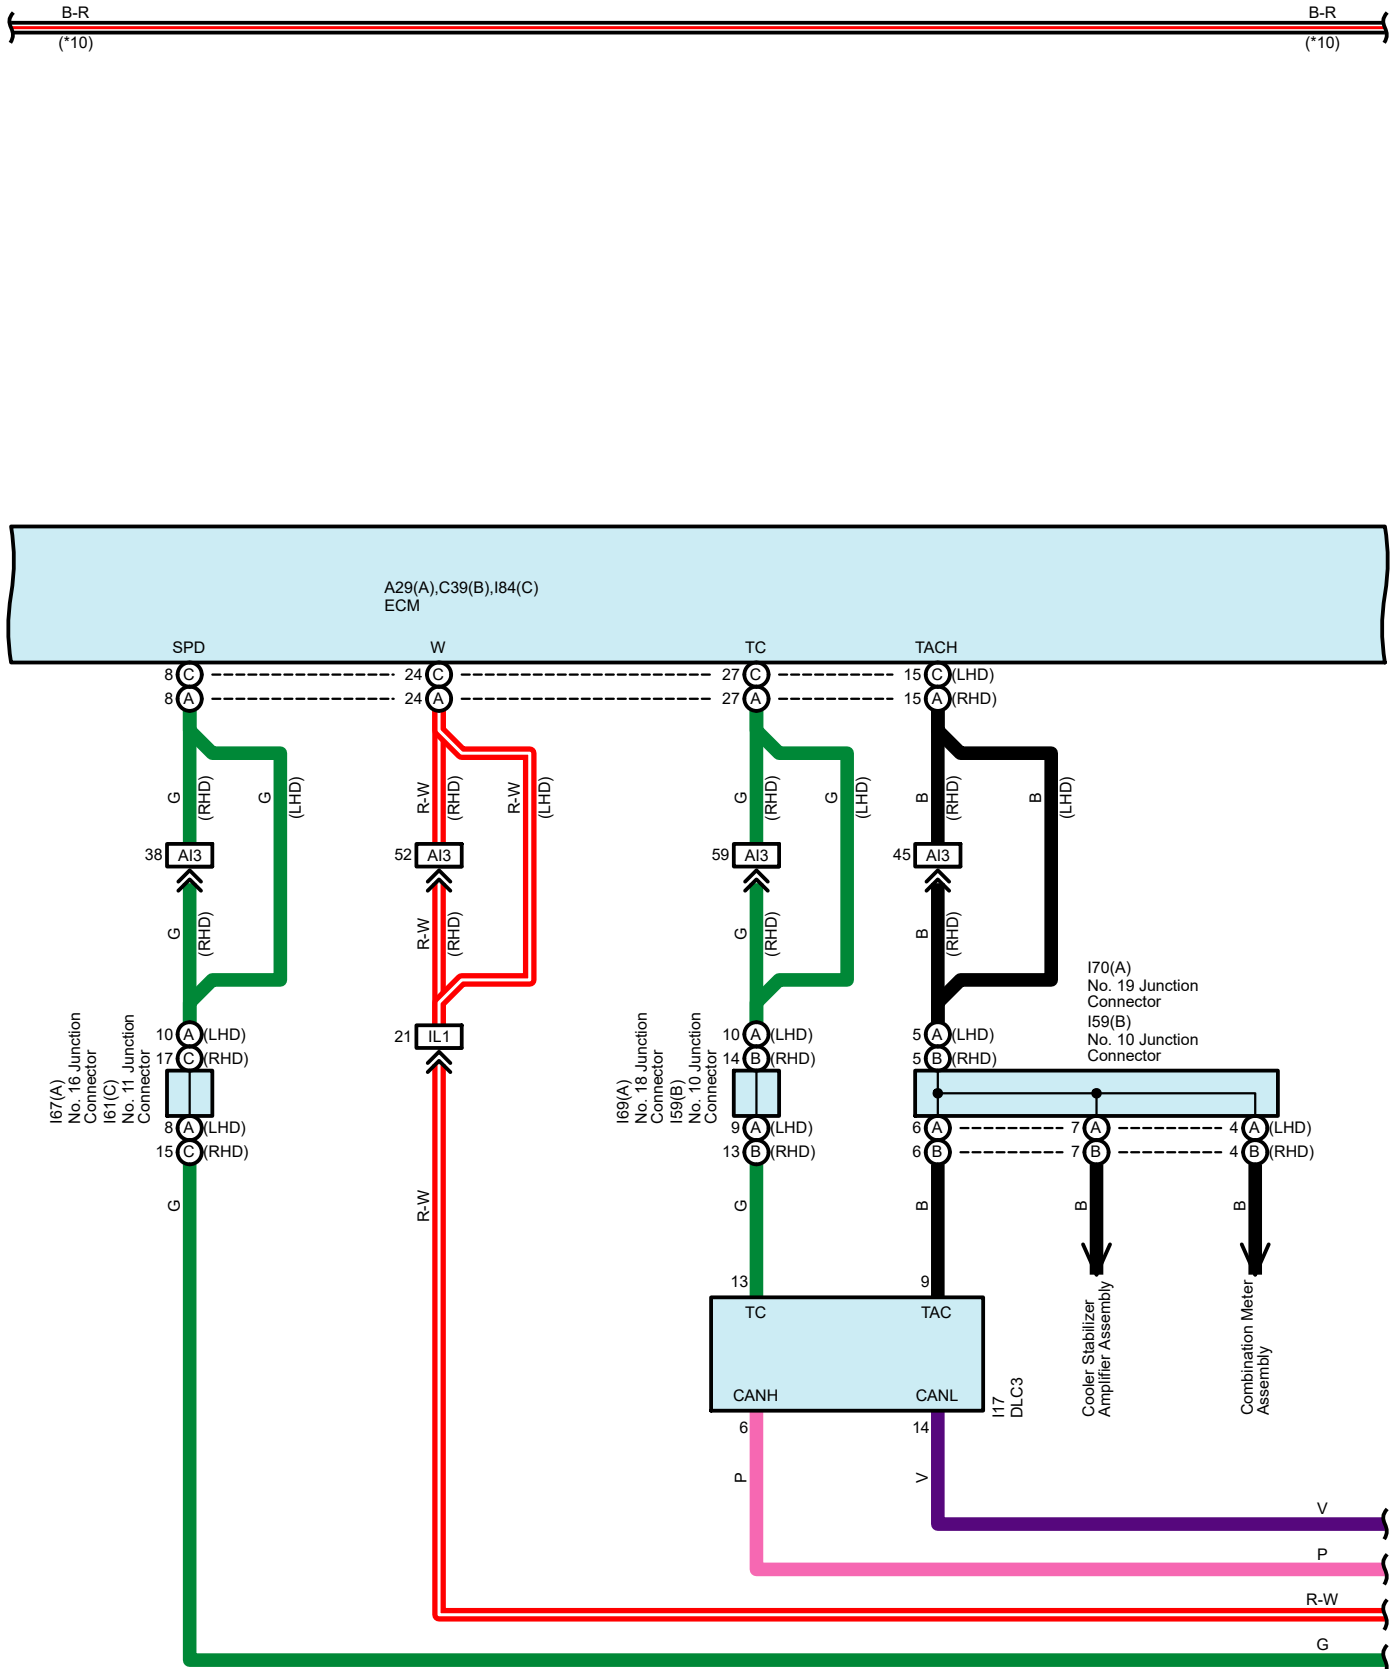 B-R
B-R
(*10)
(*10)
A29(A),C39(B),I84(C)
ECM
SPD
W
TC
TACH
8 C
24 C
27 C
15 C (LHD)
8 A
24 A
27 A
15 A (RHD)
G
(RHD)
G
(LHD)
R-W
(RHD)
R-W
(LHD)
G
(RHD)
G
(LHD)
B
(RHD)
B
(LHD)
38 AI3
52 AI3
59 AI3
45 AI3
G
(RHD)
R-W
(RHD)
G
(RHD)
B
(RHD)
I70(A)
No. 19 Junction
Connector
I59(B)
No. 10 Junction
Connector
I67(A)
No. 16 Junction
Connector
I61(C)
No. 11 Junction
Connector
10 A (LHD)
17 C (RHD)
8 A (LHD)
15 C (RHD)
21 IL1
I69(A)
No. 18 Junction
Connector
I59(B)
No. 10 Junction
Connector
10 A (LHD)
14 B (RHD)
9 A (LHD)
13 B (RHD)
5 A (LHD)
5 B (RHD)
6 A
7 A
4 A (LHD)
6 B
7 B
4 B (RHD)
G
R-W
G
B
B
B
13
9
TC
TAC
CANH
CANL
I17
DLC3
Cooler Stabilizer
Amplifier Assembly
Combination Meter
Assembly
6
14
P
V
V
P
R-W
G